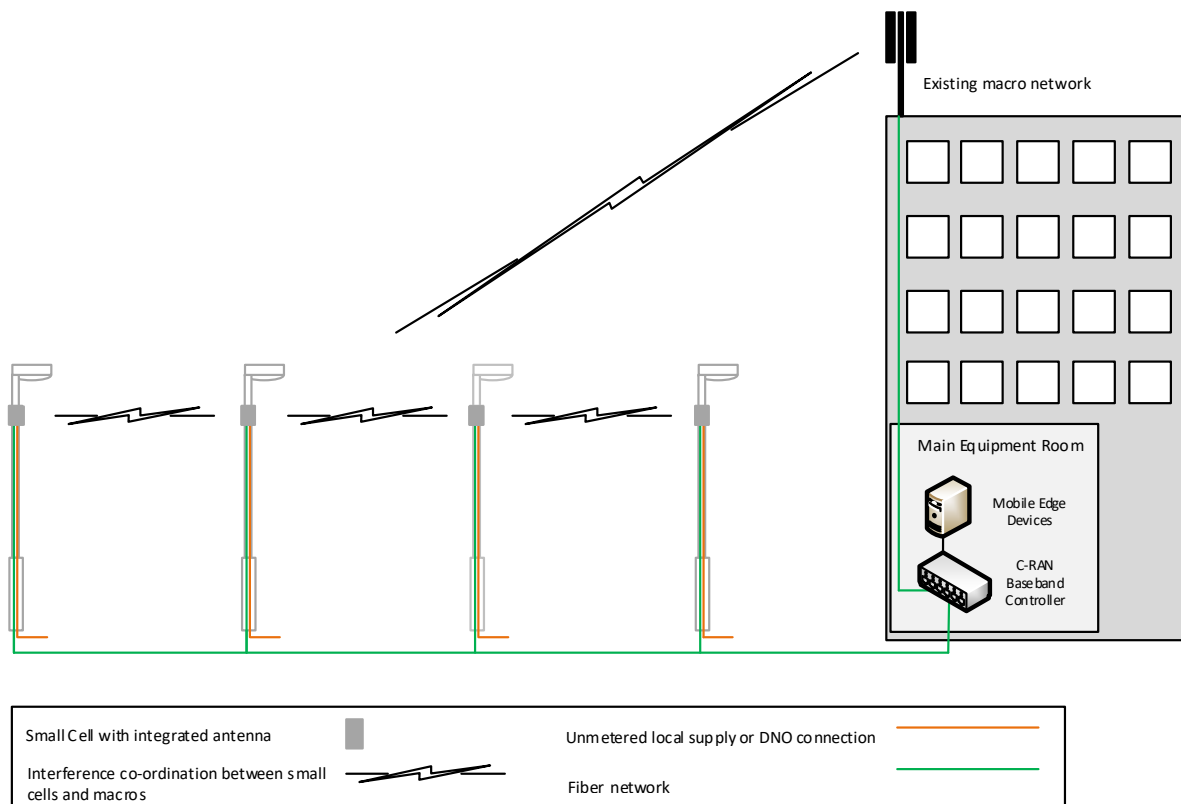 Existing macro network
Main Equipment Room
Mobile Edge
Devices
C-RAN
Baseband
Controller
Small Cell with integrated antenna
Unmetered local supply or DNO connection
Interference co-ordination between small
cells and macros
Fiber network